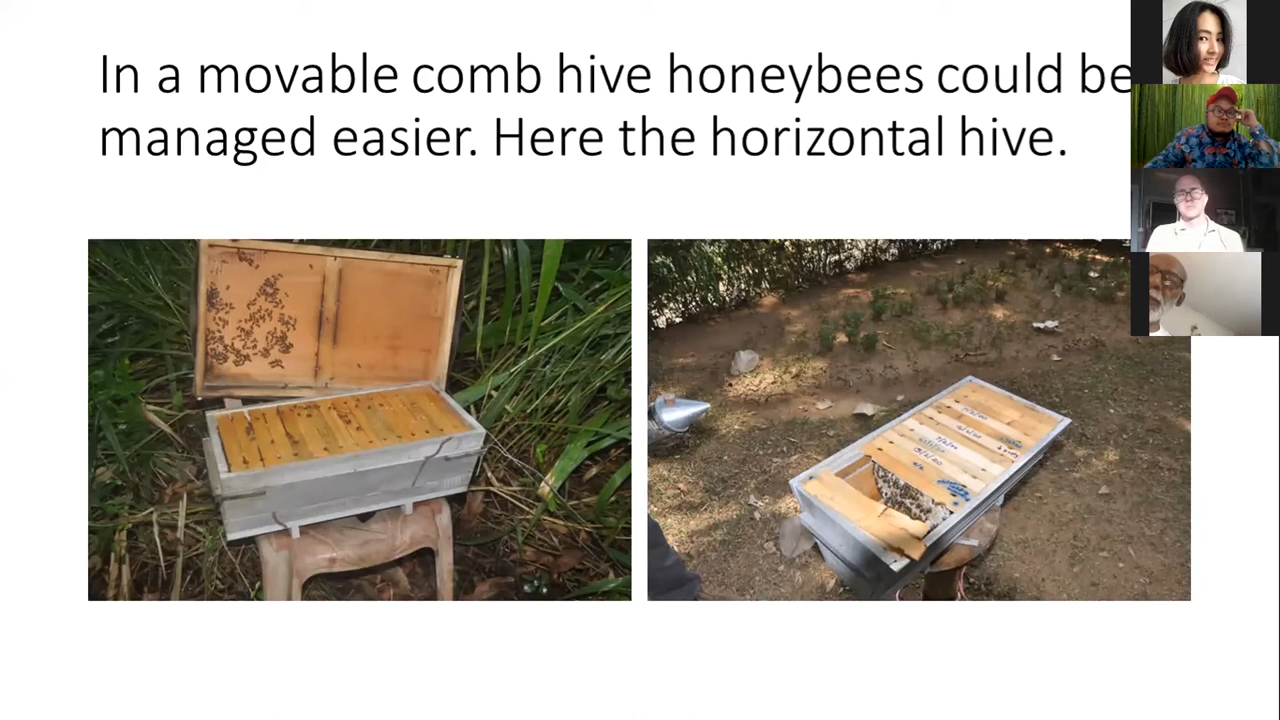 In a movable comb hive honeybees could be
managed easier. Here the horizontal hive.